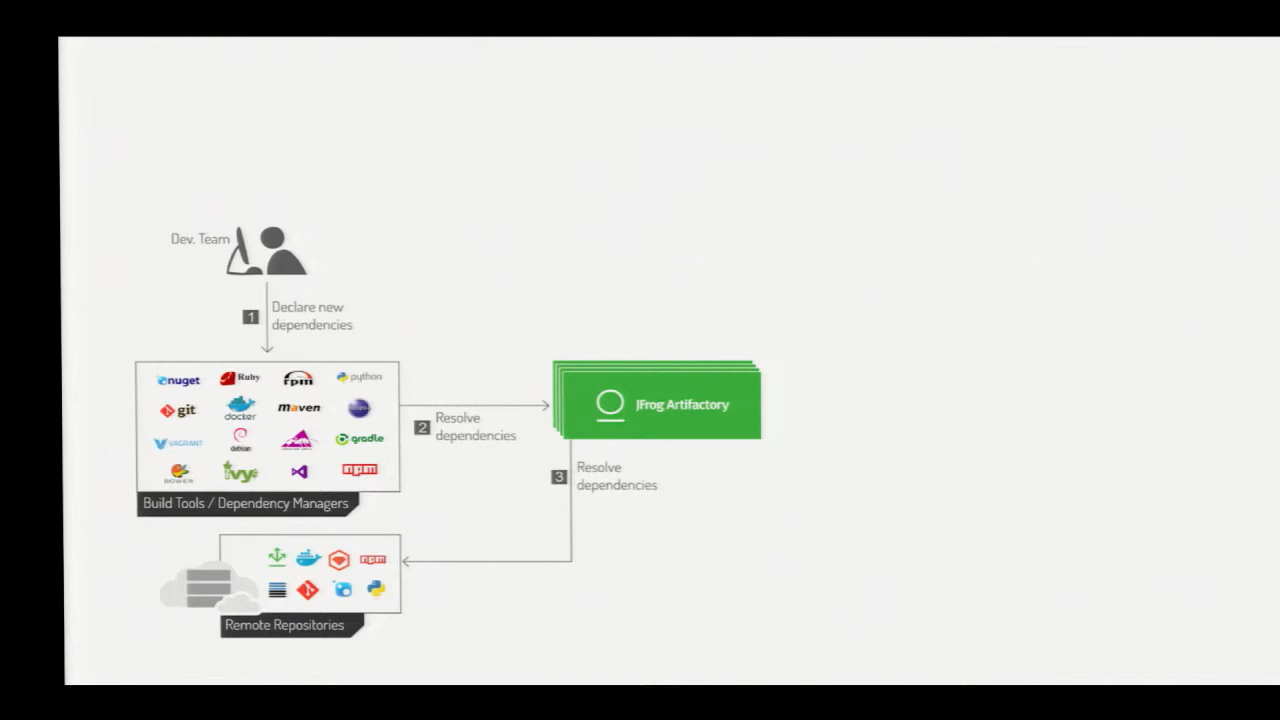 Dev. Team
1
Declare new
dependencies
nuget
Ruby
rpm
python
git
docker
maven
VAGRANT
debian
gradle
BOWER
ivy
npm
Build Tools / Dependency Managers
2
Resolve
dependencies
JFrog Artifactory
3
Resolve
dependencies
npm
Remote Repositories